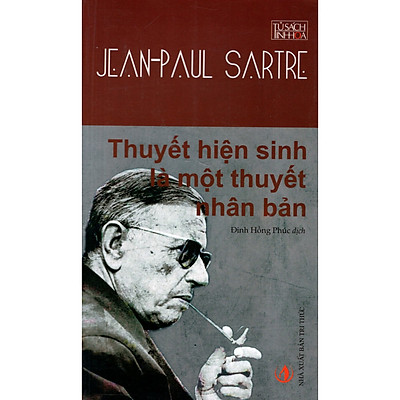 TỦ SÁCH
TINH HOA
JEAN-PAUL SARTRE
Thuyết hiện sinh
là một thuyết
nhân bản
Đinh Hồng Phúc dịch
NHÀ XUẤT BẢN TRI THỨC